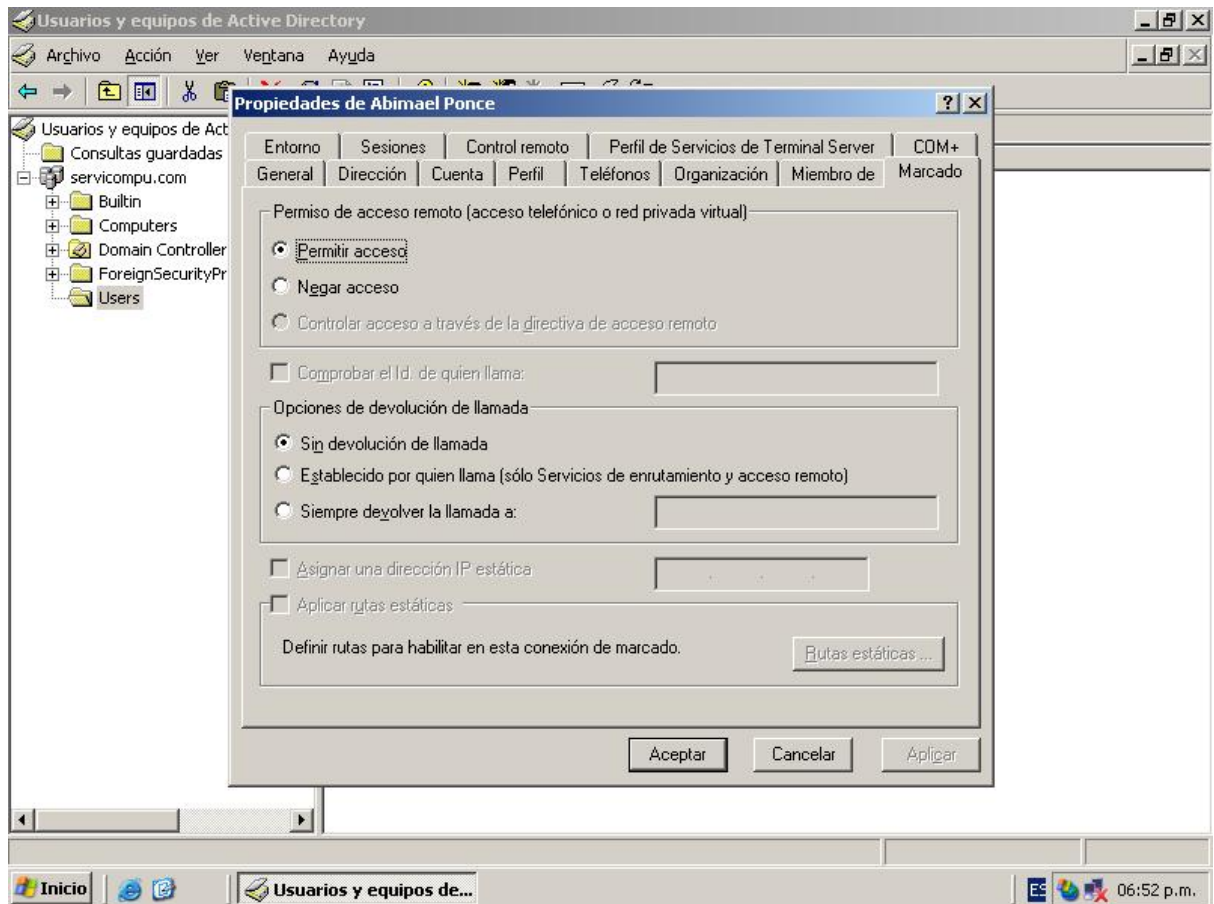 Usuarios y equipos de Active Directory
Archivo Acción Ver Ventana Ayuda
Usuarios y equipos de Act
Consultas guardadas
servicompu.com
Builtin
Computers
Domain Controller
ForeignSecurityPr
Users
Propiedades de Abimael Ponce
Entorno Sesiones Control remoto Perfil de Servicios de Terminal Server COM+
General Dirección Cuenta Perfil Teléfonos Organización Miembro de Marcado
Permiso de acceso remoto (acceso telefónico o red privada virtual)
Permitir acceso
Negar acceso
Controlar acceso a través de la directiva de acceso remoto
Comprobar el Id. de quien llama:
Opciones de devolución de llamada
Sin devolución de llamada
Establecido por quien llama (sólo Servicios de enrutamiento y acceso remoto)
Siempre devolver la llamada a:
Asignar una dirección IP estática
Aplicar rutas estáticas
Definir rutas para habilitar en esta conexión de marcado.
Rutas estáticas ...
Aceptar Cancelar Aplicar
Inicio Usuarios y equipos de... ES 06:52 p.m.